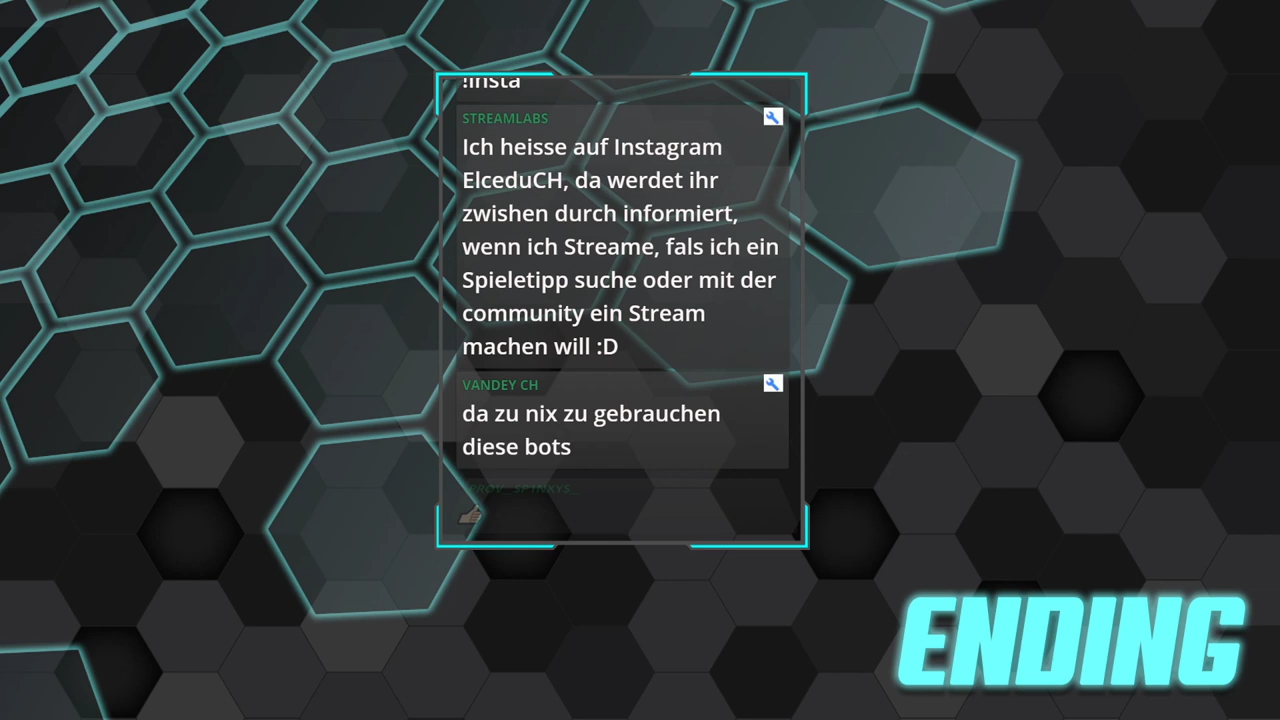 !insta
STREAMLABS
Ich heisse auf Instagram
ElceduCH, da werdet ihr
zwishen durch informiert,
wenn ich Streame, fals ich ein
Spieletipp suche oder mit der
community ein Stream
machen will :D
VANDEY CH
da zu nix zu gebrauchen
diese bots
ENDING